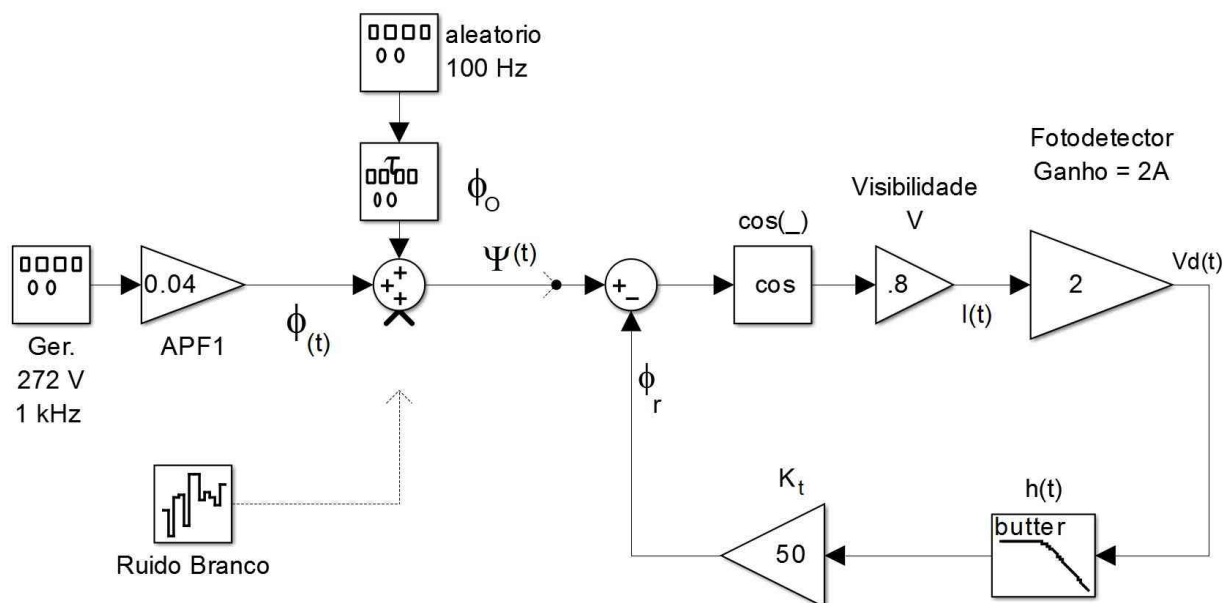 aleatorio
100 Hz
τ
ϕo
Fotodetector
Ganho = 2A
Visibilidade
V
cos(_)
Ψ(t)
Vd(t)
0.04
cos
.8
2
ϕ(t)
I(t)
Ger.
272 V
1 kHz
APF1
ϕr
Kt
50
h(t)
butter
Ruido Branco